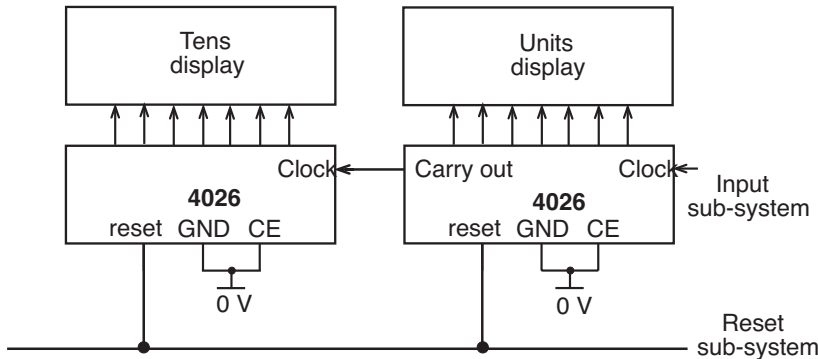 Tens
display
Units
display
Clock
4026
reset GND CE
0 V
Carry out
Clock
4026
reset GND CE
0 V
Input
sub-system
Reset
sub-system